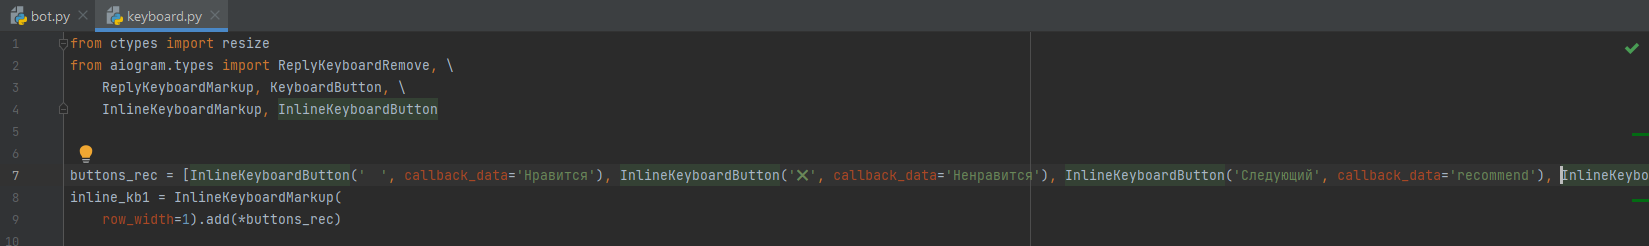 bot.py keyboard.py
1 from ctypes import resize
2 from aiogram.types import ReplyKeyboardRemove, \
3 ReplyKeyboardMarkup, KeyboardButton, \
4 InlineKeyboardMarkup, InlineKeyboardButton
5
6
7 buttons_rec = [InlineKeyboardButton('  ', callback_data='Нравится'), InlineKeyboardButton('❌', callback_data='Ненравится'), InlineKeyboardButton('Следующий', callback_data='recommend'), InlineKeybo
8 inline_kb1 = InlineKeyboardMarkup(
9 row_width=1).add(*buttons_rec)
10